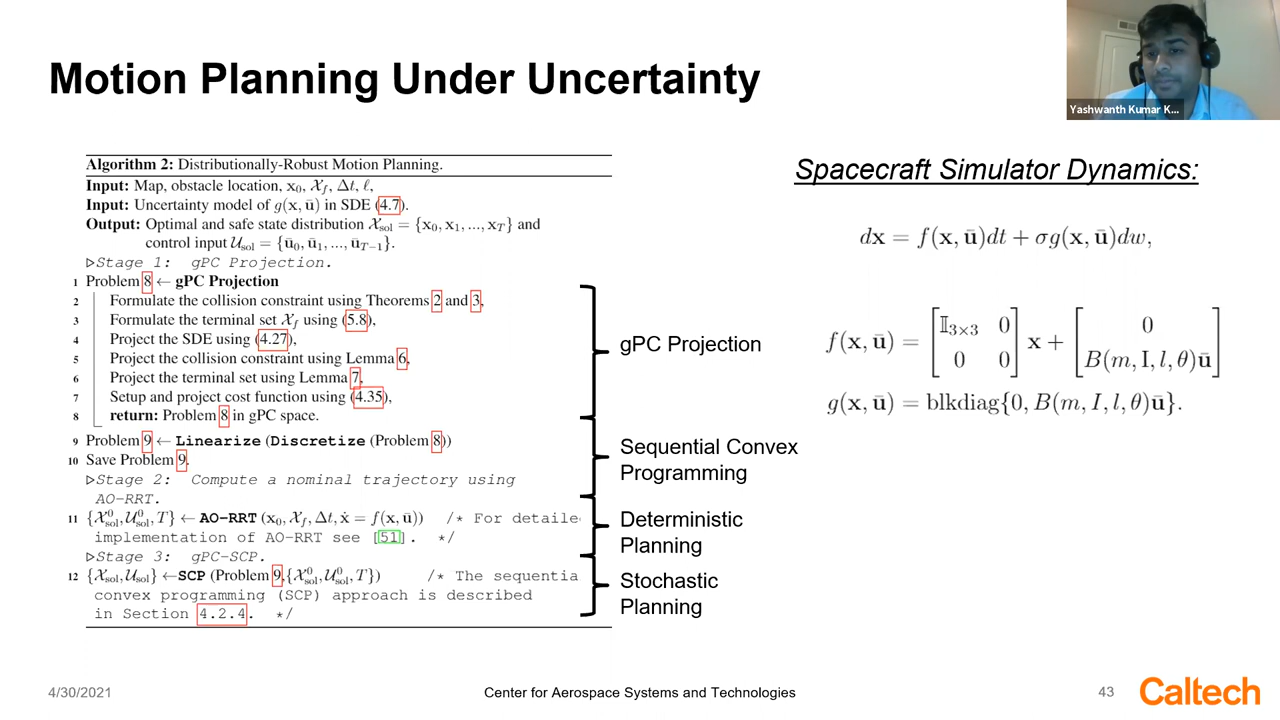 Motion Planning Under Uncertainty
Yashwanth Kumar K...
Algorithm 2: Distributionally-Robust Motion Planning.
Input: Map, obstacle location, x₀, 𝒳_f, Δt, ℓ,
Input: Uncertainty model of g(x, ū) in SDE (4.7).
Output: Optimal and safe state distribution 𝒳_sol = {x₀, x₁, ..., x_T} and
control input 𝒰_sol = {ū₀, ū₁, ..., ū_{T−1}}.
▷Stage 1: gPC Projection.
1 Problem 8 ← gPC Projection
2 Formulate the collision constraint using Theorems 2 and 3,
3 Formulate the terminal set 𝒳_f using (5.8),
4 Project the SDE using (4.27),
5 Project the collision constraint using Lemma 6,
6 Project the terminal set using Lemma 7,
7 Setup and project cost function using (4.35),
8 return: Problem 8 in gPC space.
9 Problem 9 ← Linearize (Discretize (Problem 8))
10 Save Problem 9.
▷Stage 2: Compute a nominal trajectory using
AO-RRT.
11 {𝒳⁰_sol, 𝒰⁰_sol, T} ← AO-RRT (x₀, 𝒳_f, Δt, ẋ = f(x, ū)) /* For detaile
implementation of AO-RRT see [51]. */
▷Stage 3: gPC-SCP.
12 {𝒳_sol, 𝒰_sol} ←SCP (Problem 9,{𝒳⁰_sol, 𝒰⁰_sol, T}) /* The sequentia
convex programming (SCP) approach is described
in Section 4.2.4. */
gPC Projection
Sequential Convex
Programming
Deterministic
Planning
Stochastic
Planning
Spacecraft Simulator Dynamics:
dx = f(x, ū)dt + σg(x, ū)dw,
f(x, ū) = [𝕀_{3×3} 0; 0 0] x + [0; B(m, I, l, θ)ū]
g(x, ū) = blkdiag{0, B(m, I, l, θ)ū}.
4/30/2021
Center for Aerospace Systems and Technologies
43
Caltech